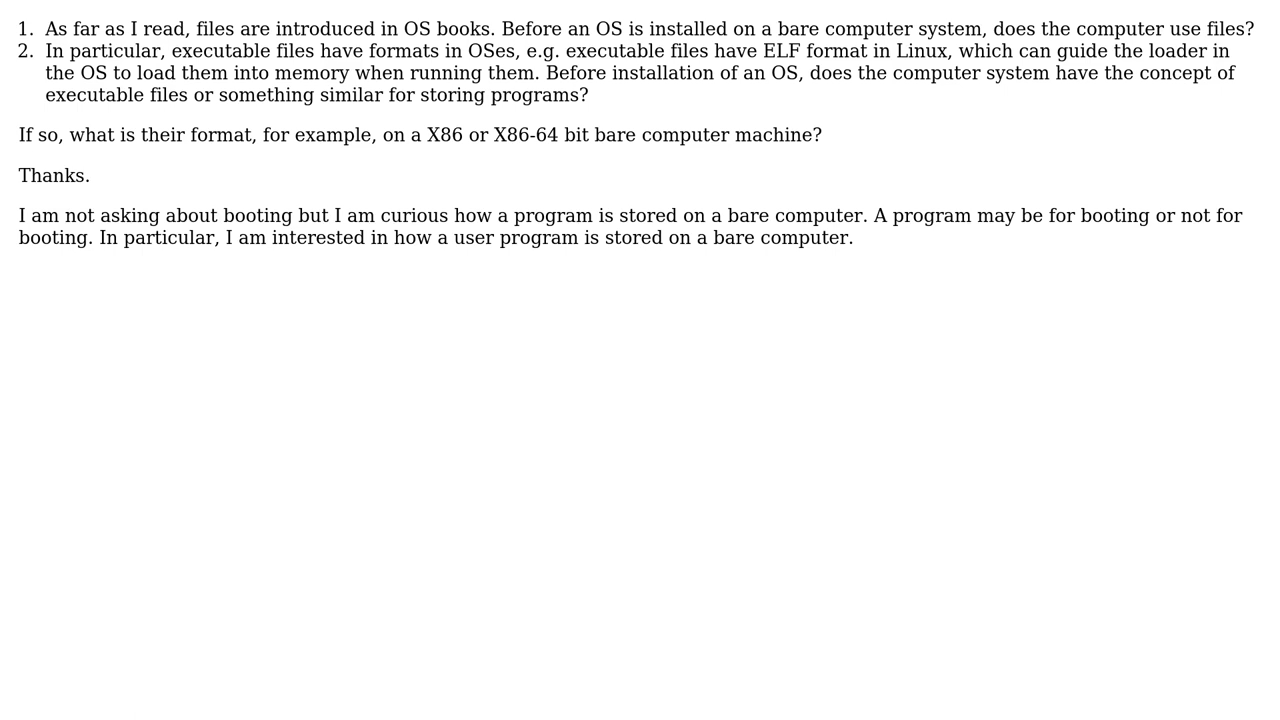 1. As far as I read, files are introduced in OS books. Before an OS is installed on a bare computer system, does the computer use files?
2. In particular, executable files have formats in OSes, e.g. executable files have ELF format in Linux, which can guide the loader in
the OS to load them into memory when running them. Before installation of an OS, does the computer system have the concept of
executable files or something similar for storing programs?
If so, what is their format, for example, on a X86 or X86-64 bit bare computer machine?
Thanks.
I am not asking about booting but I am curious how a program is stored on a bare computer. A program may be for booting or not for
booting. In particular, I am interested in how a user program is stored on a bare computer.